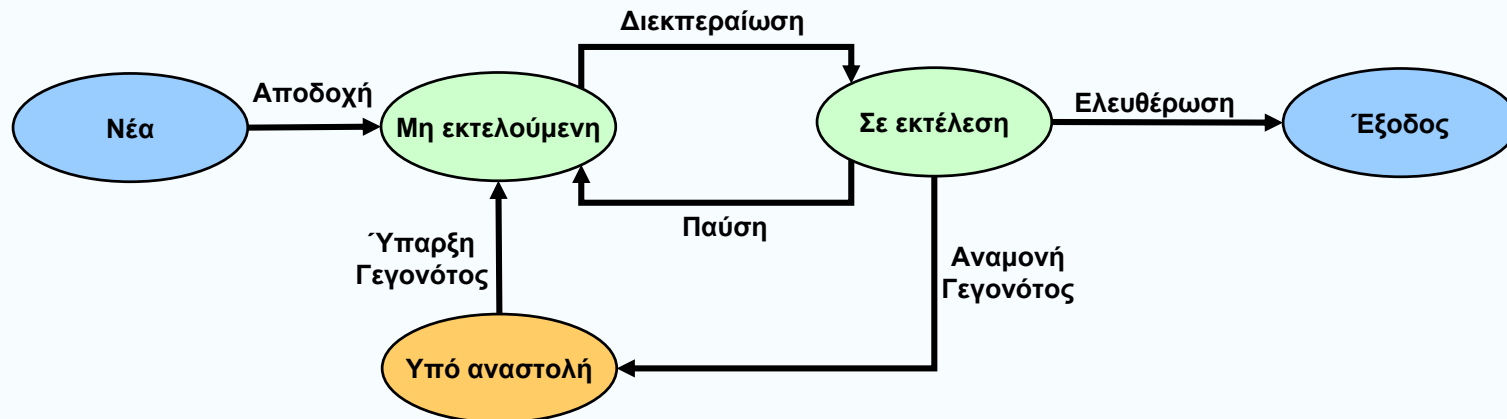 Διεκπεραίωση
Νέα
Αποδοχή
Μη εκτελούμενη
Σε εκτέλεση
Ελευθέρωση
Έξοδος
Παύση
Ύπαρξη
Γεγονότος
Αναμονή
Γεγονότος
Υπό αναστολή